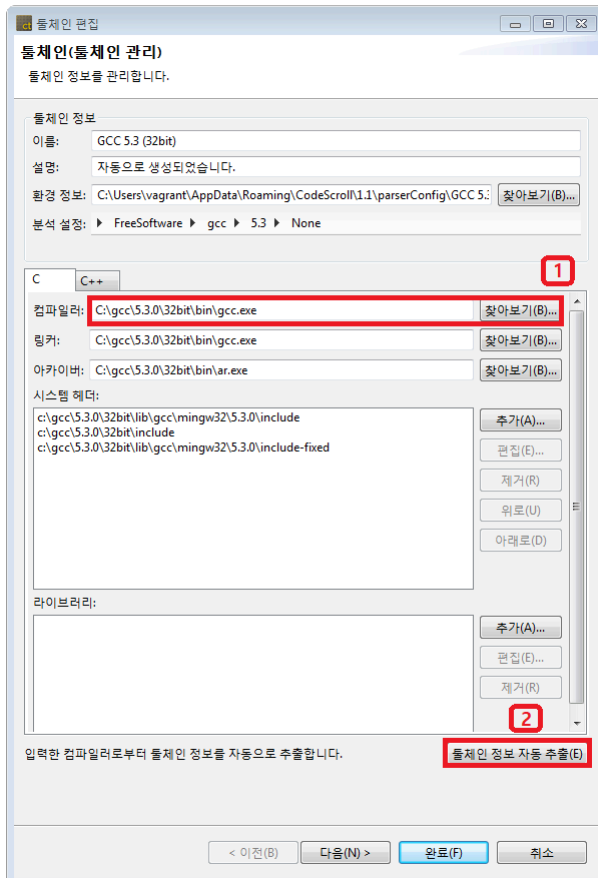 ct 툴체인 편집
툴체인(툴체인 관리)
툴체인 정보를 관리합니다.
툴체인 정보
이름: GCC 5.3 (32bit)
설명: 자동으로 생성되었습니다.
환경 정보: C:\Users\vagrant\AppData\Roaming\CodeScroll\1.1\parserConfig\GCC 5.3 찾아보기(B)...
분석 설정: FreeSoftware gcc 5.3 None
1
C C++
컴파일러: C:\gcc\5.3.0\32bit\bin\gcc.exe 찾아보기(B)...
링커: C:\gcc\5.3.0\32bit\bin\gcc.exe 찾아보기(B)...
아카이버: C:\gcc\5.3.0\32bit\bin\ar.exe 찾아보기(B)...
시스템 헤더:
c:\gcc\5.3.0\32bit\lib\gcc\mingw32\5.3.0\include 추가(A)...
c:\gcc\5.3.0\32bit\include
c:\gcc\5.3.0\32bit\lib\gcc\mingw32\5.3.0\include-fixed
편집(E)...
제거(R)
위로(U)
아래로(D)
라이브러리:
추가(A)...
편집(E)...
제거(R)
2
입력한 컴파일러로부터 툴체인 정보를 자동으로 추출합니다. 툴체인 정보 자동 추출(E)
< 이전(B) 다음(N) > 완료(F) 취소